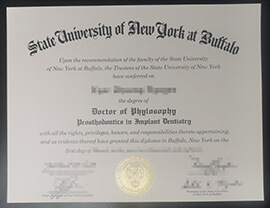 State University of New York at Buffalo
Upon the recommendation of the faculty of the State University
of New York at Buffalo, the Trustees of the State University of New York
have conferred on
the degree of
Doctor of Phylosophy
Prosthodontics in Implant Dentistry
with all the rights, privileges, honors, and responsibilities thereto appertaining,
and as evidence thereof have granted this diploma in Buffalo, New York on the
first day